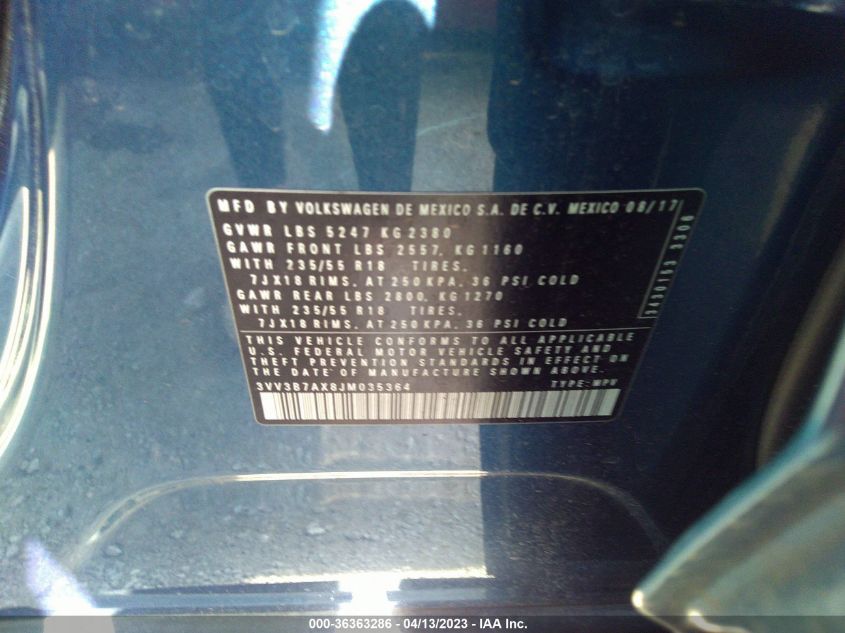 MFD BY VOLKSWAGEN DE MEXICO S.A. DE C.V. MEXICO 08/17
GVWR LBS 5247 KG 2380
GAWR FRONT LBS 2557, KG 1160
WITH 235/55 R18 TIRES,
7JX18 RIMS, AT 250 KPA, 36 PSI COLD
GAWR REAR LBS 2800, KG 1270
WITH 235/55 R18 TIRES,
7JX18 RIMS, AT 250 KPA, 36 PSI COLD
3430153 3306
THIS VEHICLE CONFORMS TO ALL APPLICABLE
U.S. FEDERAL MOTOR VEHICLE SAFETY AND
THEFT PREVENTION STANDARDS IN EFFECT ON
THE DATE OF MANUFACTURE SHOWN ABOVE.
3VV3B7AX8JM035364 TYPE: MPV
000-36363286 - 04/13/2023 - IAA Inc.